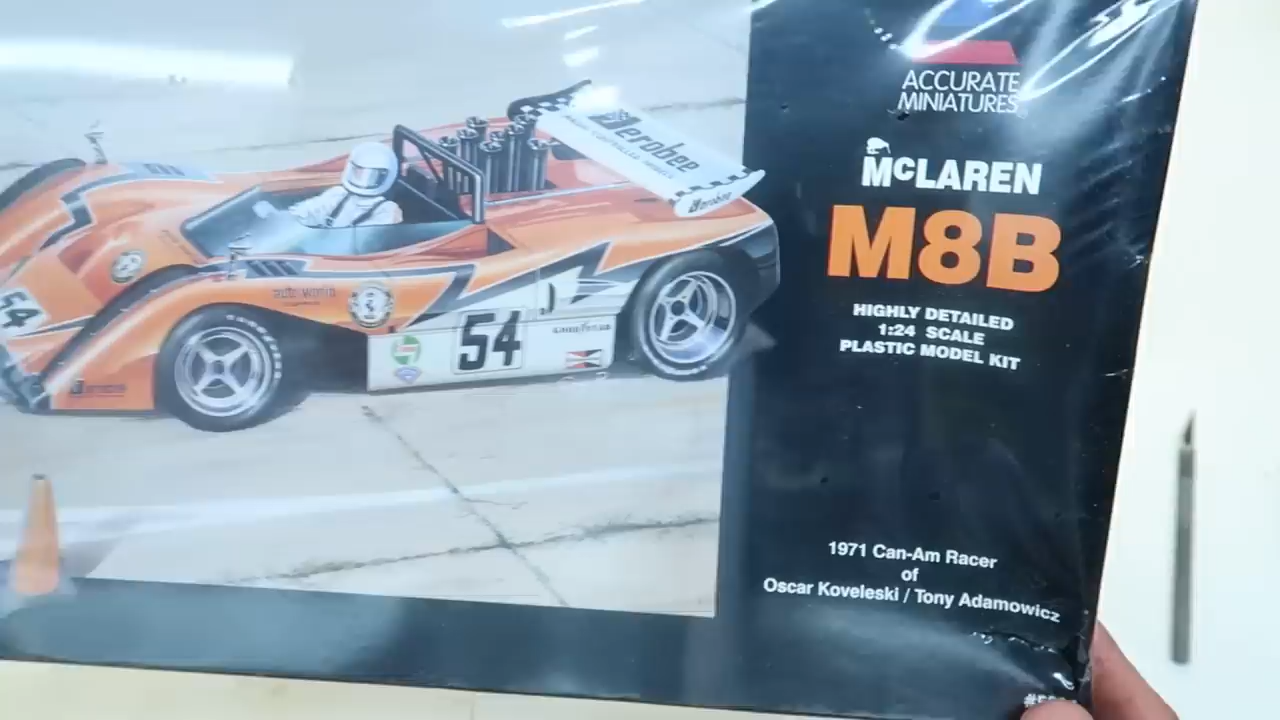 ACCURATE
MINIATURES
McLAREN
M8B
HIGHLY DETAILED
1:24 SCALE
PLASTIC MODEL KIT
1971 Can-Am Racer
of
Oscar Koveleski / Tony Adamowicz
Aerobee
Aerobee
54
54